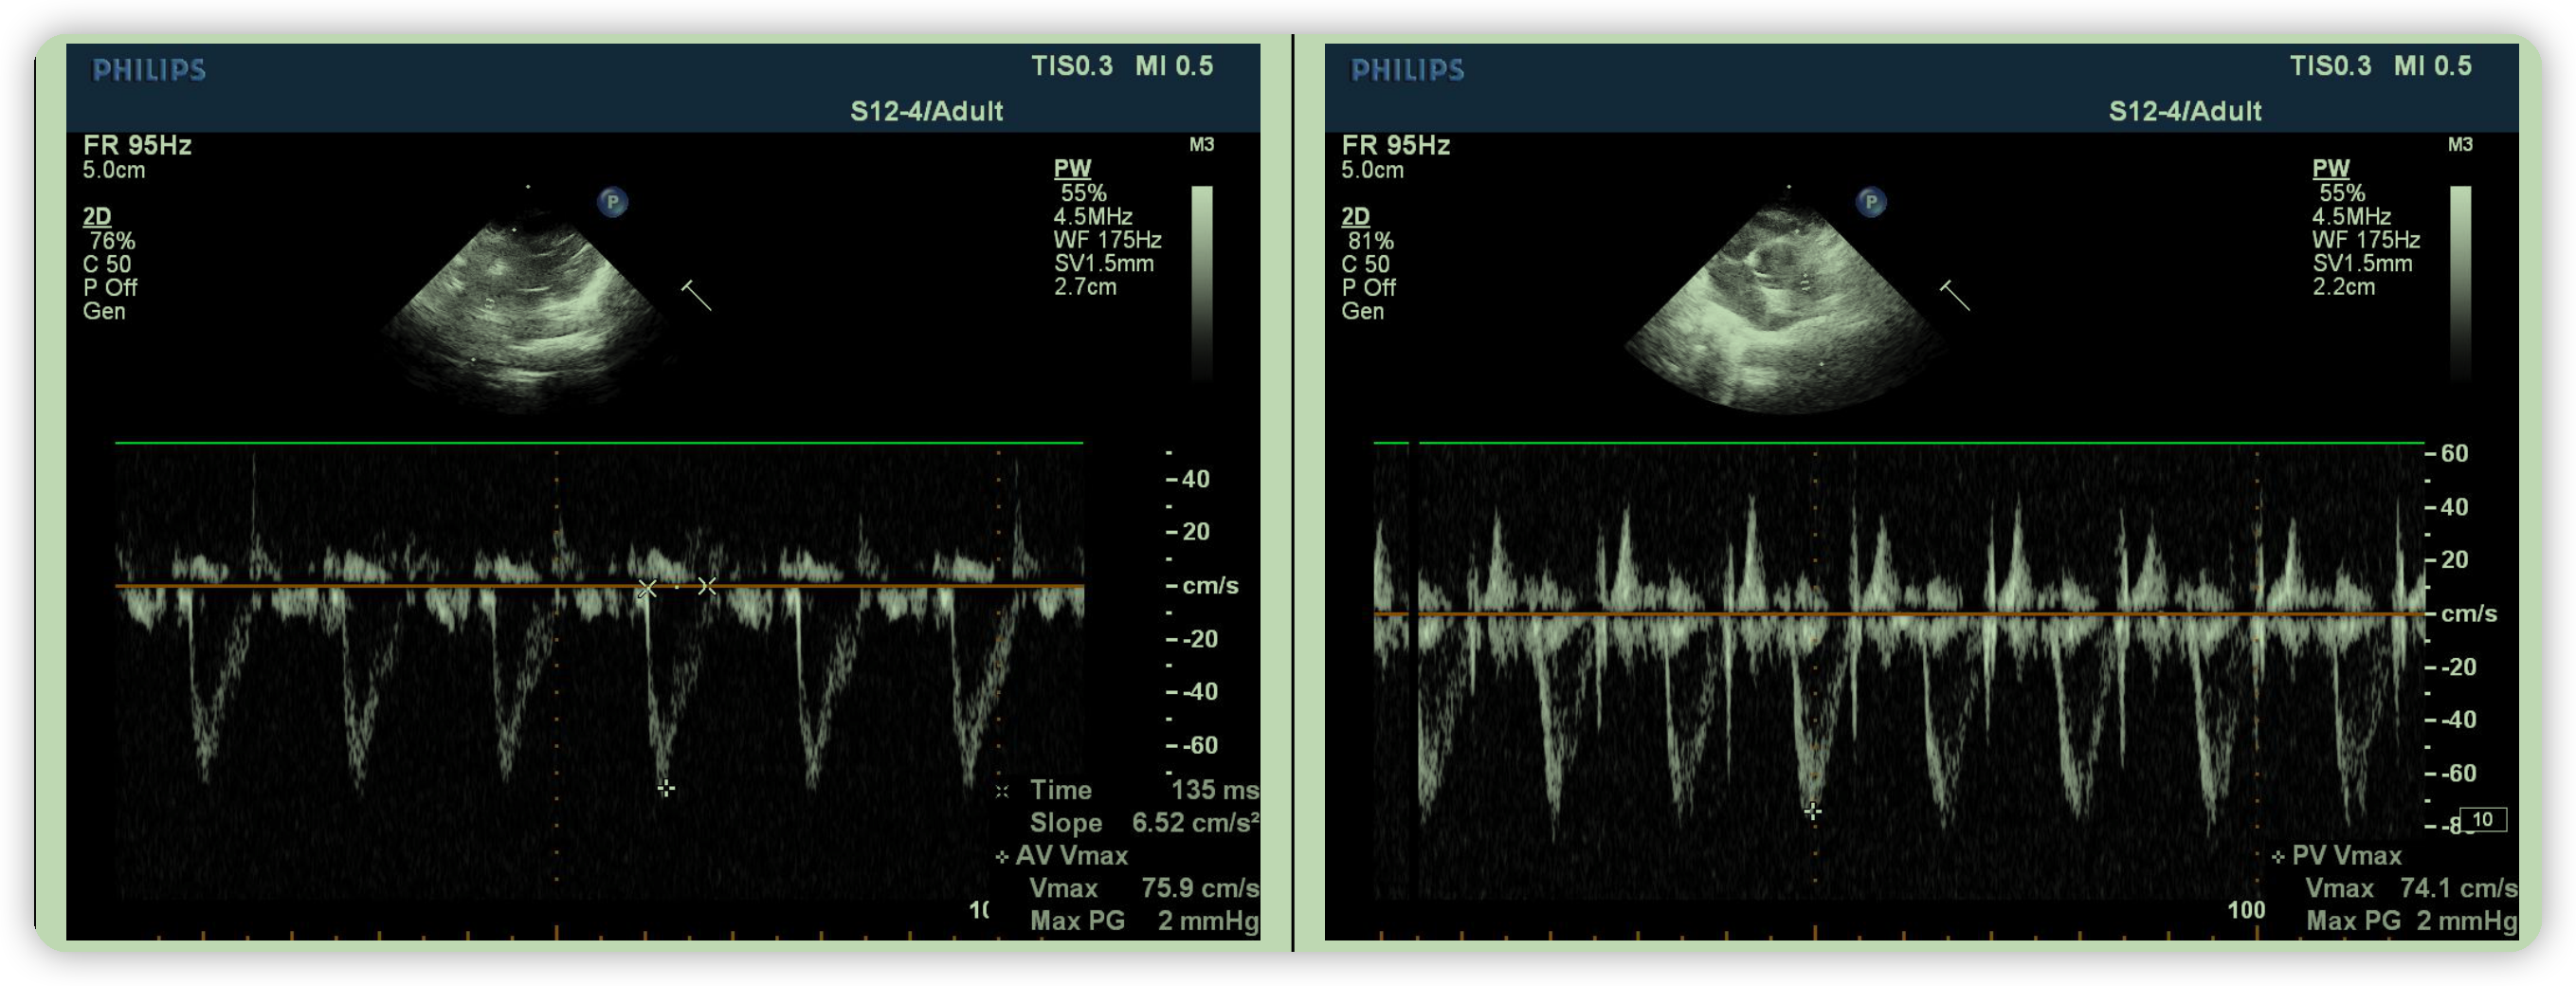 PHILIPS
TIS0.3 MI 0.5
S12-4/Adult
FR 95Hz
5.0cm
2D
76%
C 50
P Off
Gen
P
PW
55%
4.5MHz
WF 175Hz
SV1.5mm
2.7cm
M3
40
20
cm/s
-20
-40
-60
Time 135 ms
Slope 6.52 cm/s²
AV Vmax
Vmax 75.9 cm/s
Max PG 2 mmHg
PHILIPS
TIS0.3 MI 0.5
S12-4/Adult
FR 95Hz
5.0cm
2D
81%
C 50
P Off
Gen
P
PW
55%
4.5MHz
WF 175Hz
SV1.5mm
2.2cm
M3
60
40
20
cm/s
-20
-40
-60
10
PV Vmax
Vmax 74.1 cm/s
100
Max PG 2 mmHg